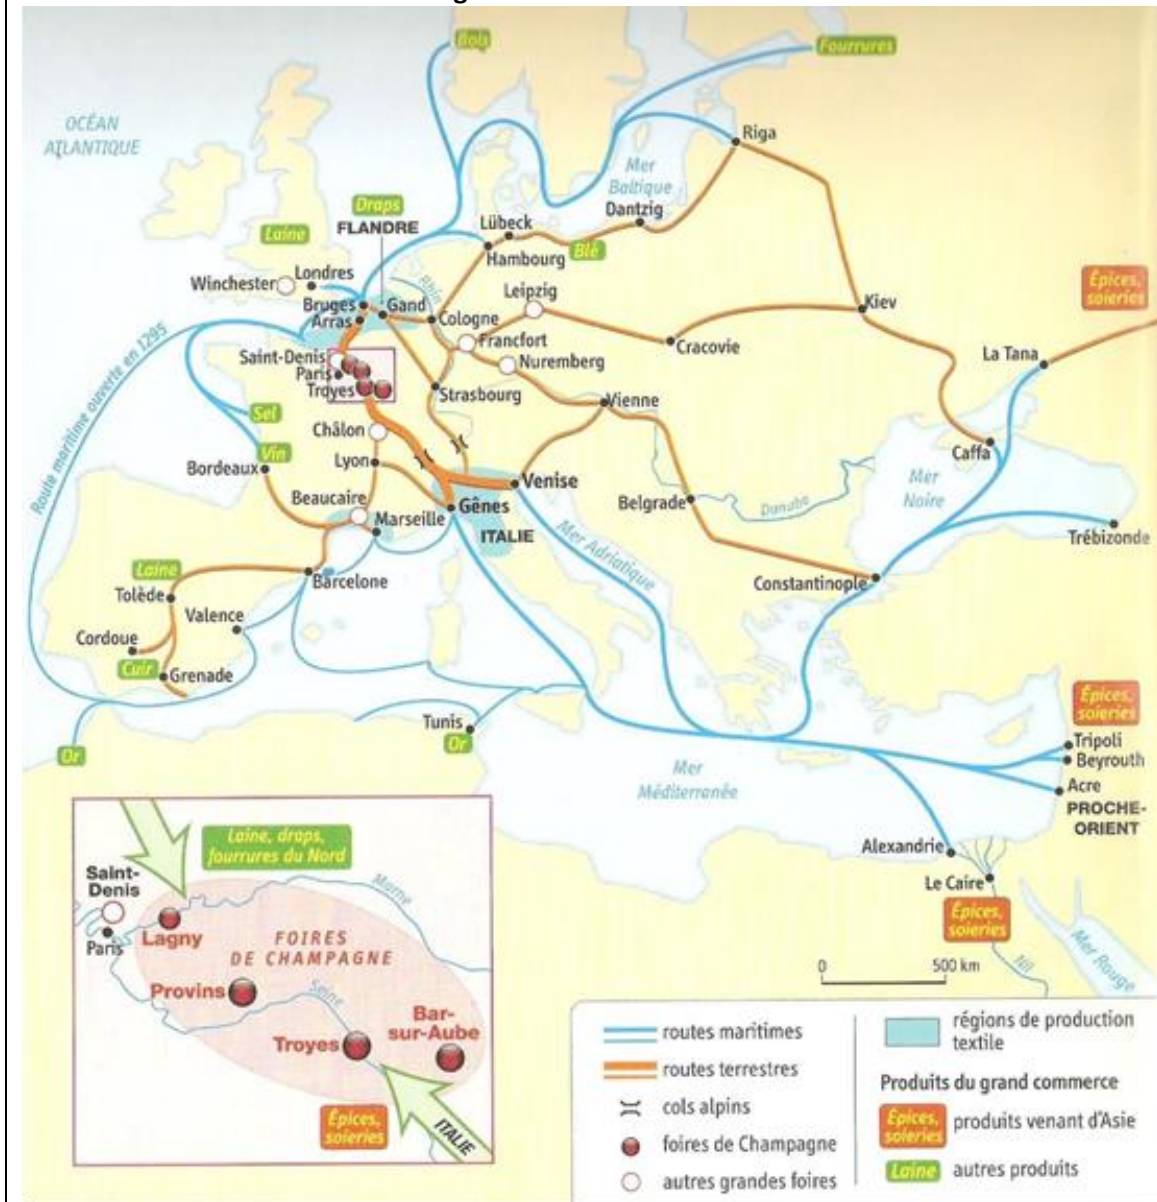 Bois
Fourrures
OCÉAN
ATLANTIQUE
Riga
Mer
Baltique
Dantzig
Draps
FLANDRE
Laine
Lübeck
Hambourg
Blé
Winchester
Londres
Rhin
Leipzig
Épices,
soieries
Bruges
Gand
Arras
Cologne
Kiev
Francfort
Cracovie
Saint-Denis
Paris
Troyes
Nuremberg
La Tana
Strasbourg
Vienne
Route maritime ouverte en 1295
Sel
Châlon
Vin
Lyon
Bordeaux
Caffa
Venise
Mer
Noire
Beaucaire
Marseille
Gênes
ITALIE
Belgrade
Danube
Trébizonde
Mer Adriatique
Laine
Tolède
Barcelone
Constantinople
Valence
Cordoue
Cuir
Grenade
Or
Tunis
Or
Épices,
soieries
Tripoli
Beyrouth
Acre
PROCHE-
ORIENT
Mer
Méditerranée
Alexandrie
Le Caire
Épices,
soieries
Nil
Mer Rouge
0 500 km
Laine, draps,
fourrures du Nord
Saint-
Denis
Paris
Marne
Lagny
FOIRES
DE CHAMPAGNE
Provins
Seine
Troyes
Bar-
sur-Aube
Épices,
soieries
ITALIE
routes maritimes
routes terrestres
cols alpins
foires de Champagne
autres grandes foires
régions de production
textile
Produits du grand commerce
Épices,
soieries
produits venant d'Asie
Laine
autres produits